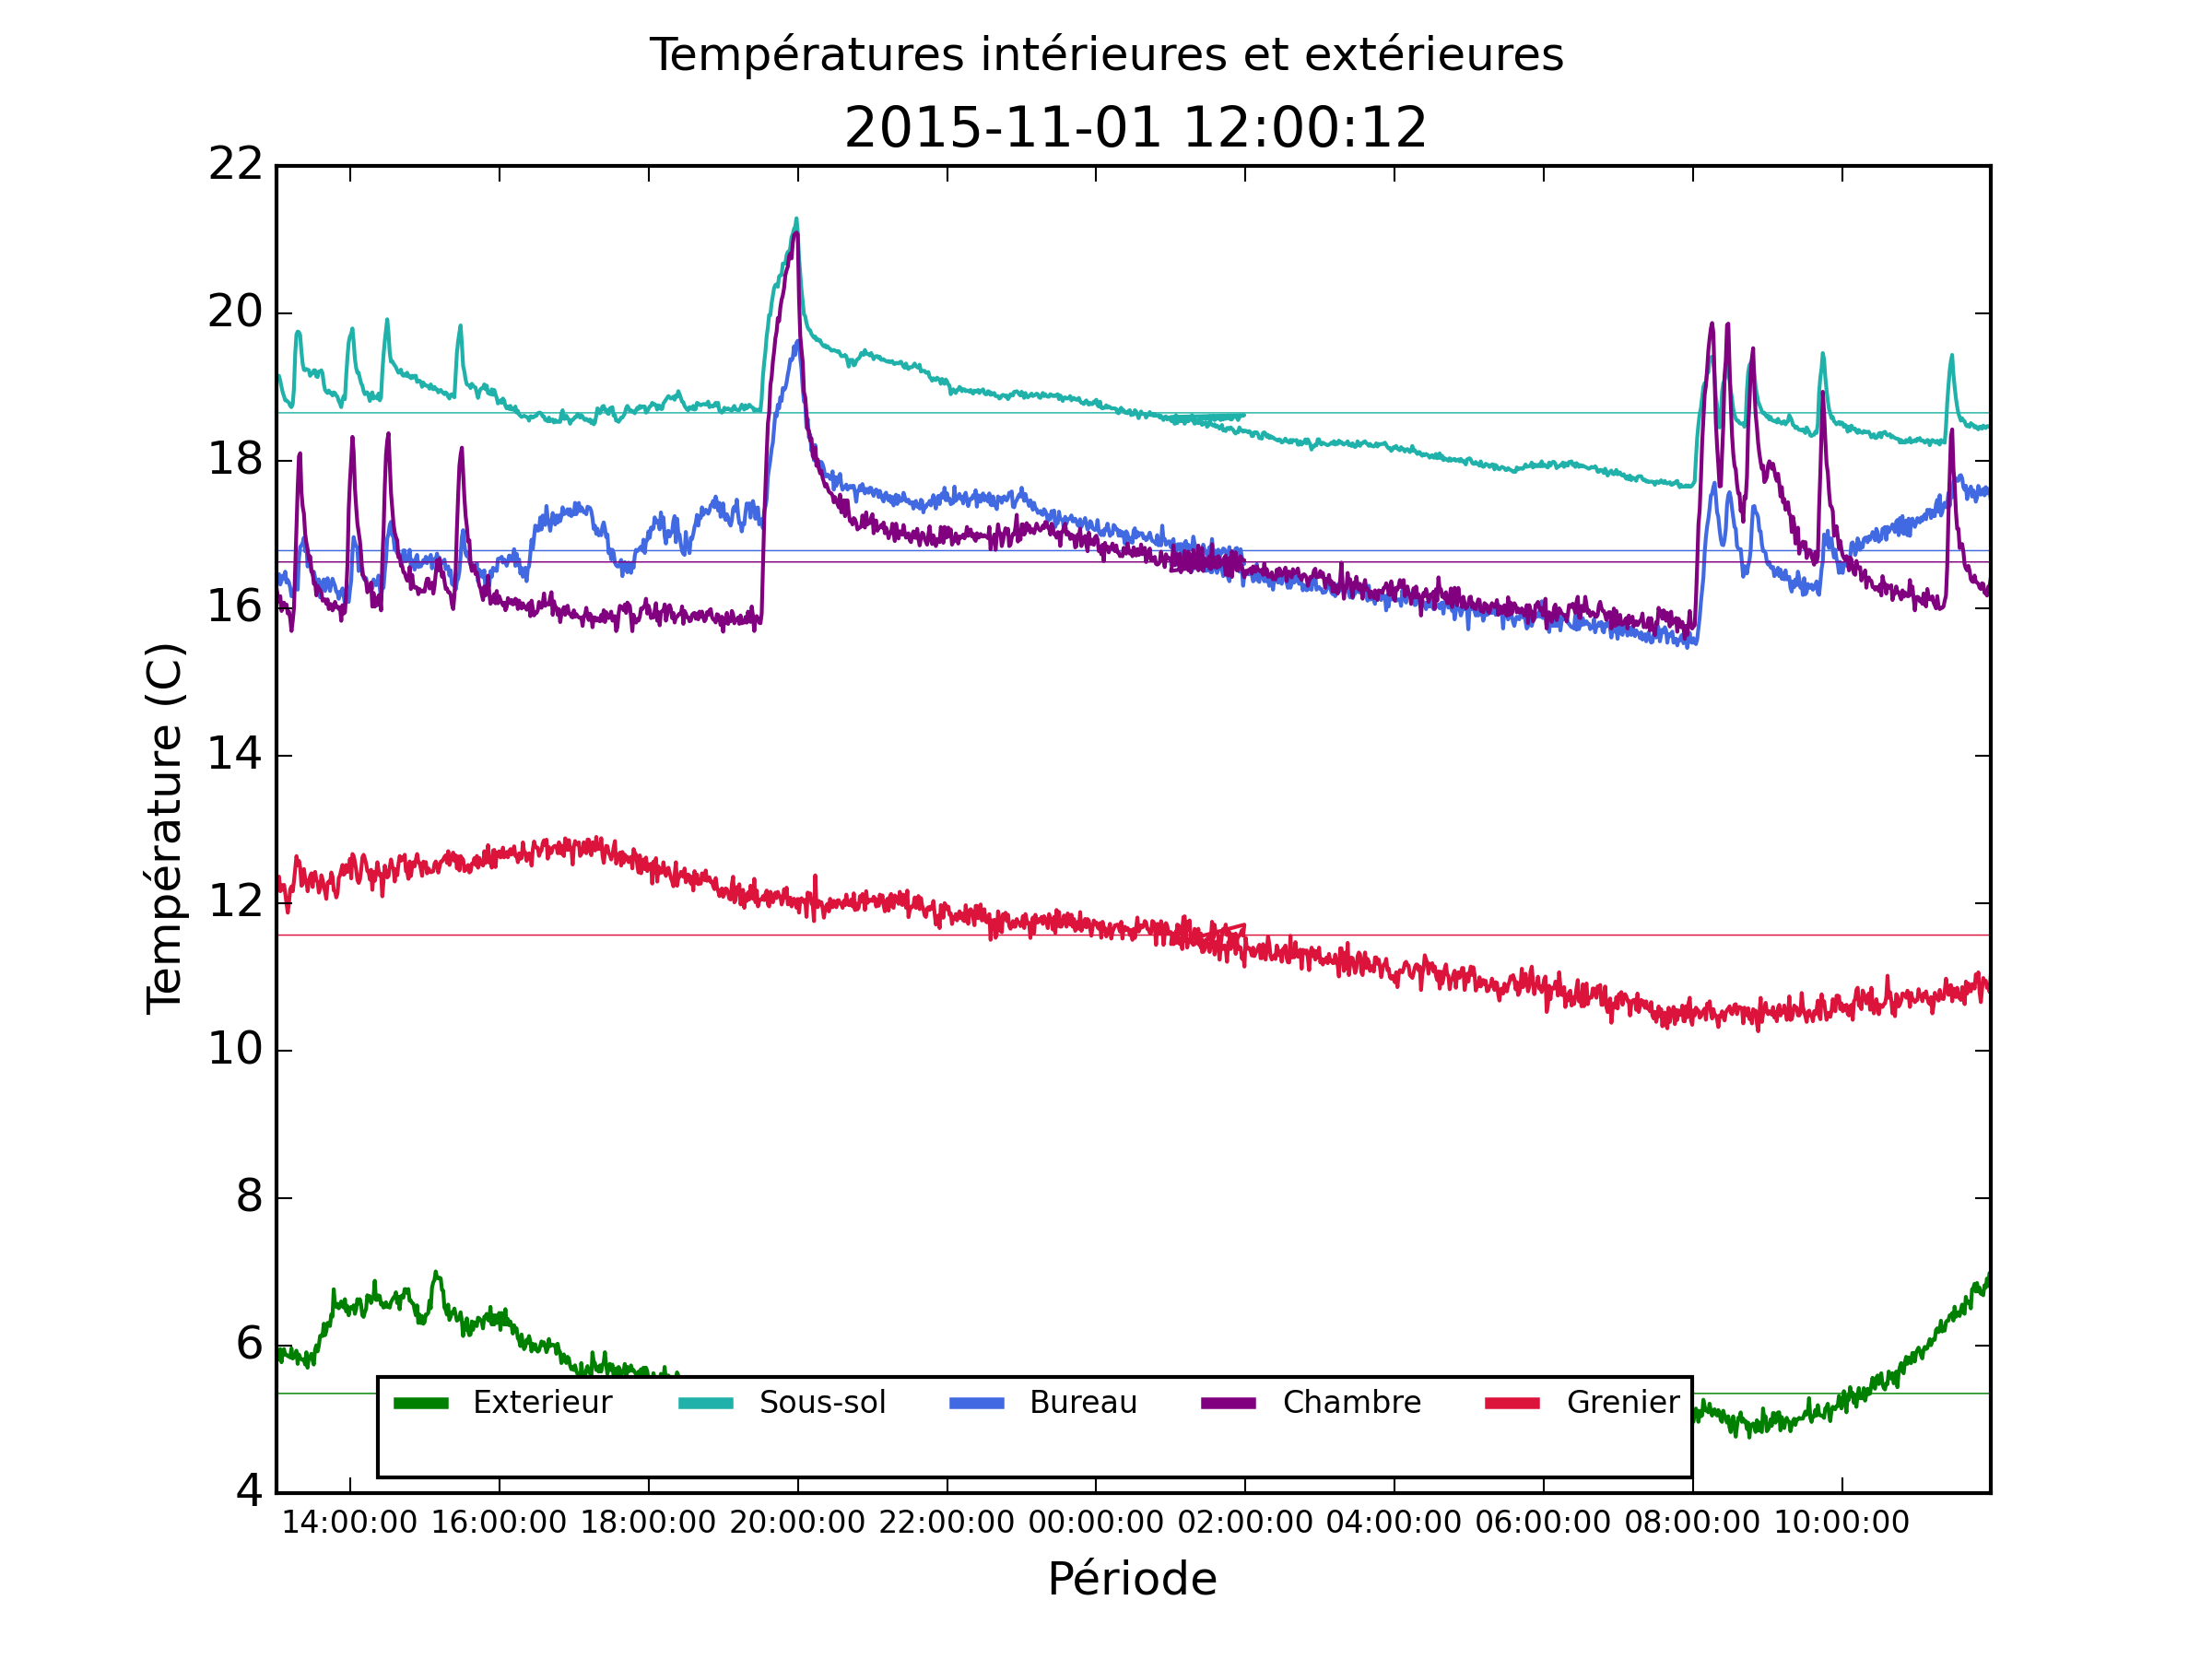 Températures intérieures et extérieures
2015-11-01 12:00:12
22
20
18
16
14
12
10
8
6
4
Température (C)
Exterieur Sous-sol Bureau Chambre Grenier
14:00:00 16:00:00 18:00:00 20:00:00 22:00:00 00:00:00 02:00:00 04:00:00 06:00:00 08:00:00 10:00:00
Période